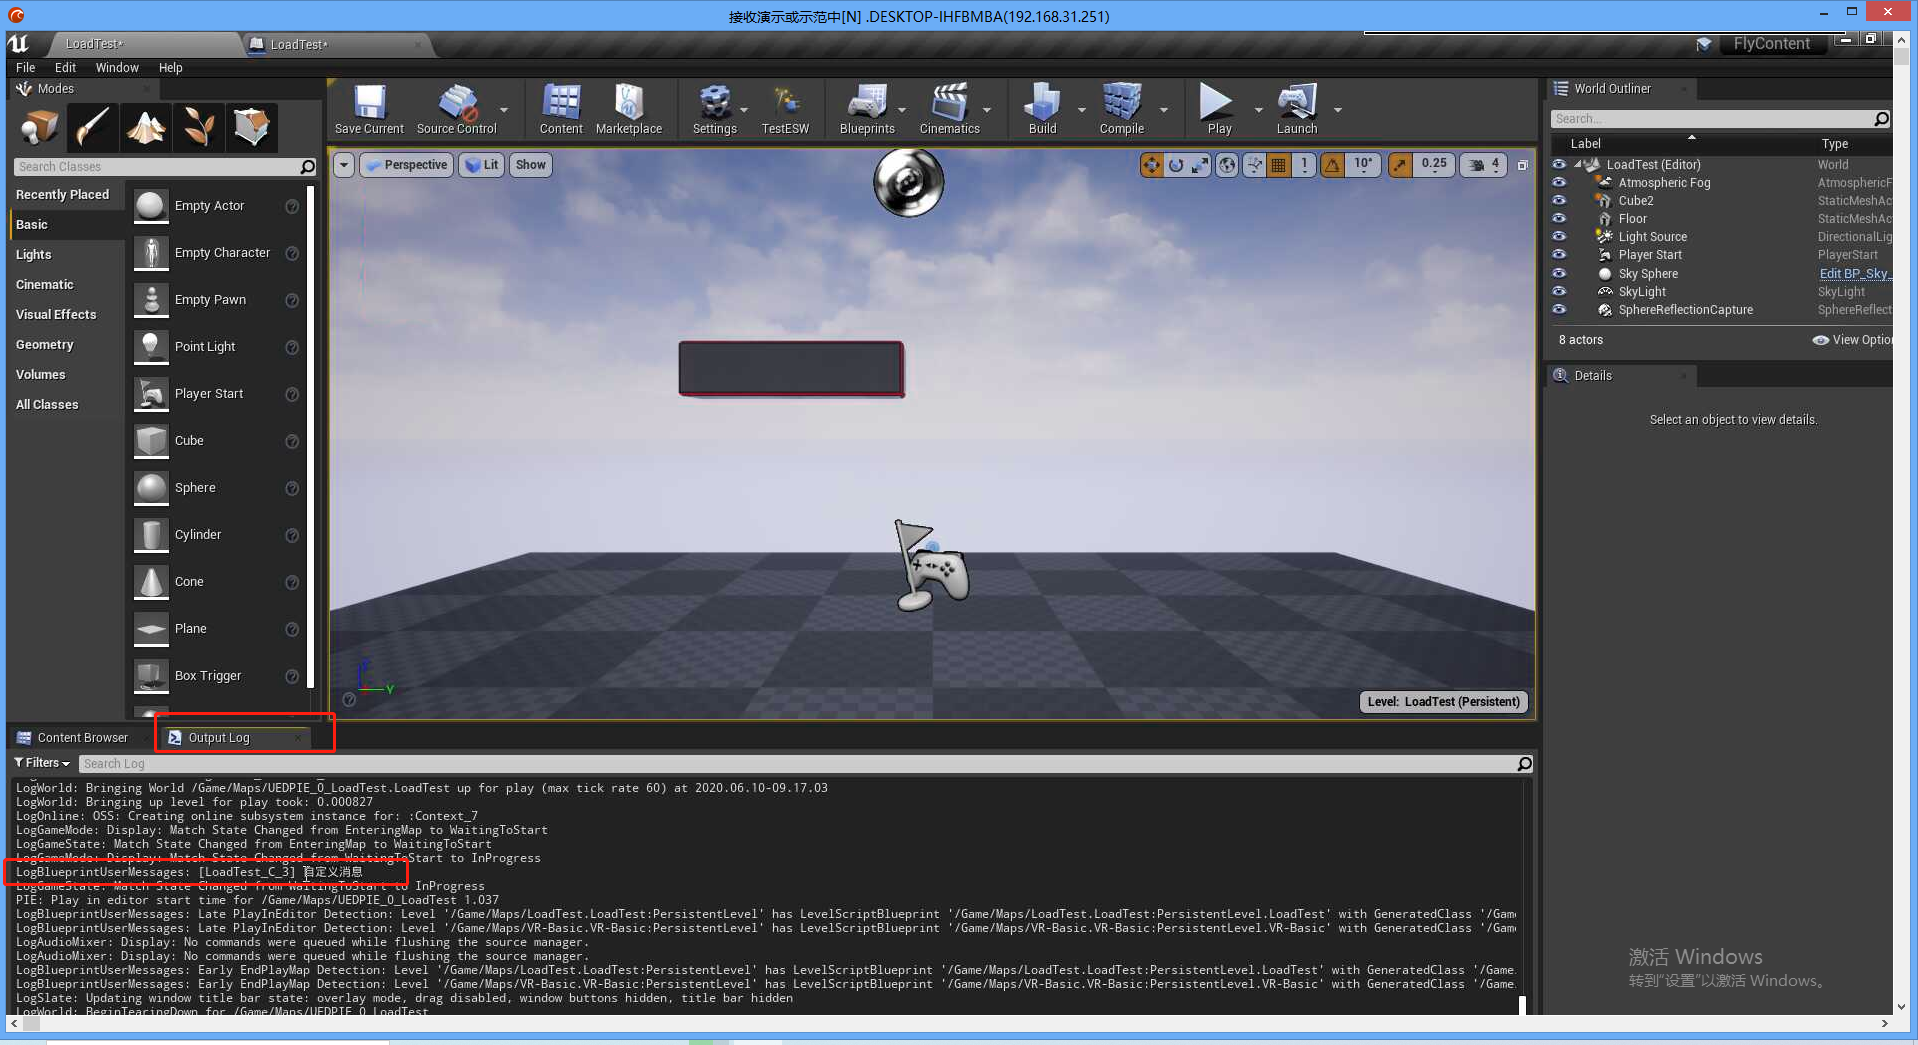 接收演示或示范中[N] .DESKTOP-IHFBMBA(192.168.31.251)
LoadTest*
LoadTest*
FlyContent
File Edit Window Help
Modes
Save Current
Source Control
Content
Marketplace
Settings
TestESW
Blueprints
Cinematics
Build
Compile
Play
Launch
World Outliner
Search Classes
Recently Placed
Basic
Lights
Cinematic
Visual Effects
Geometry
Volumes
All Classes
Empty Actor
Empty Character
Empty Pawn
Point Light
Player Start
Cube
Sphere
Cylinder
Cone
Plane
Box Trigger
Perspective
Lit
Show
1
10°
0.25
4
Y
Level: LoadTest (Persistent)
Search...
Label Type
LoadTest (Editor) World
Atmospheric Fog AtmosphericF
Cube2 StaticMeshAc
Floor StaticMeshAc
Light Source DirectionalLig
Player Start PlayerStart
Sky Sphere Edit BP_Sky_
SkyLight SkyLight
SphereReflectionCapture SphereReflect
8 actors
View Option
Details
Select an object to view details.
Content Browser
Output Log
Filters
Search Log
LogWorld: Bringing World /Game/Maps/UEDPIE_0_LoadTest.LoadTest up for play (max tick rate 60) at 2020.06.10-09.17.03
LogWorld: Bringing up level for play took: 0.000827
LogOnline: OSS: Creating online subsystem instance for: :Context_7
LogGameMode: Display: Match State Changed from EnteringMap to WaitingToStart
LogGameState: Match State Changed from EnteringMap to WaitingToStart
LogGameMode: Display: Match State Changed from WaitingToStart to InProgress
LogBlueprintUserMessages: [LoadTest_C_3] 自定义消息
LogGameState: Match State Changed from WaitingToStart to InProgress
PIE: Play in editor start time for /Game/Maps/UEDPIE_0_LoadTest 1.037
LogBlueprintUserMessages: Late PlayInEditor Detection: Level '/Game/Maps/LoadTest.LoadTest:PersistentLevel' has LevelScriptBlueprint '/Game/Maps/LoadTest.LoadTest:PersistentLevel.LoadTest' with GeneratedClass '/Game
LogBlueprintUserMessages: Late PlayInEditor Detection: Level '/Game/Maps/VR-Basic.VR-Basic:PersistentLevel' has LevelScriptBlueprint '/Game/Maps/VR-Basic.VR-Basic:PersistentLevel.VR-Basic' with GeneratedClass '/Game
LogAudioMixer: Display: No commands were queued while flushing the source manager.
LogAudioMixer: Display: No commands were queued while flushing the source manager.
LogBlueprintUserMessages: Early EndPlayMap Detection: Level '/Game/Maps/LoadTest.LoadTest:PersistentLevel' has LevelScriptBlueprint '/Game/Maps/LoadTest.LoadTest:PersistentLevel.LoadTest' with GeneratedClass '/Game
LogBlueprintUserMessages: Early EndPlayMap Detection: Level '/Game/Maps/VR-Basic.VR-Basic:PersistentLevel' has LevelScriptBlueprint '/Game/Maps/VR-Basic.VR-Basic:PersistentLevel.VR-Basic' with GeneratedClass '/Game
LogSlate: Updating window title bar state: overlay mode, drag disabled, window buttons hidden, title bar hidden
LogWorld: BeginTearingDown for /Game/Maps/UEDPIE_0_LoadTest
激活 Windows
转到"设置"以激活 Windows。